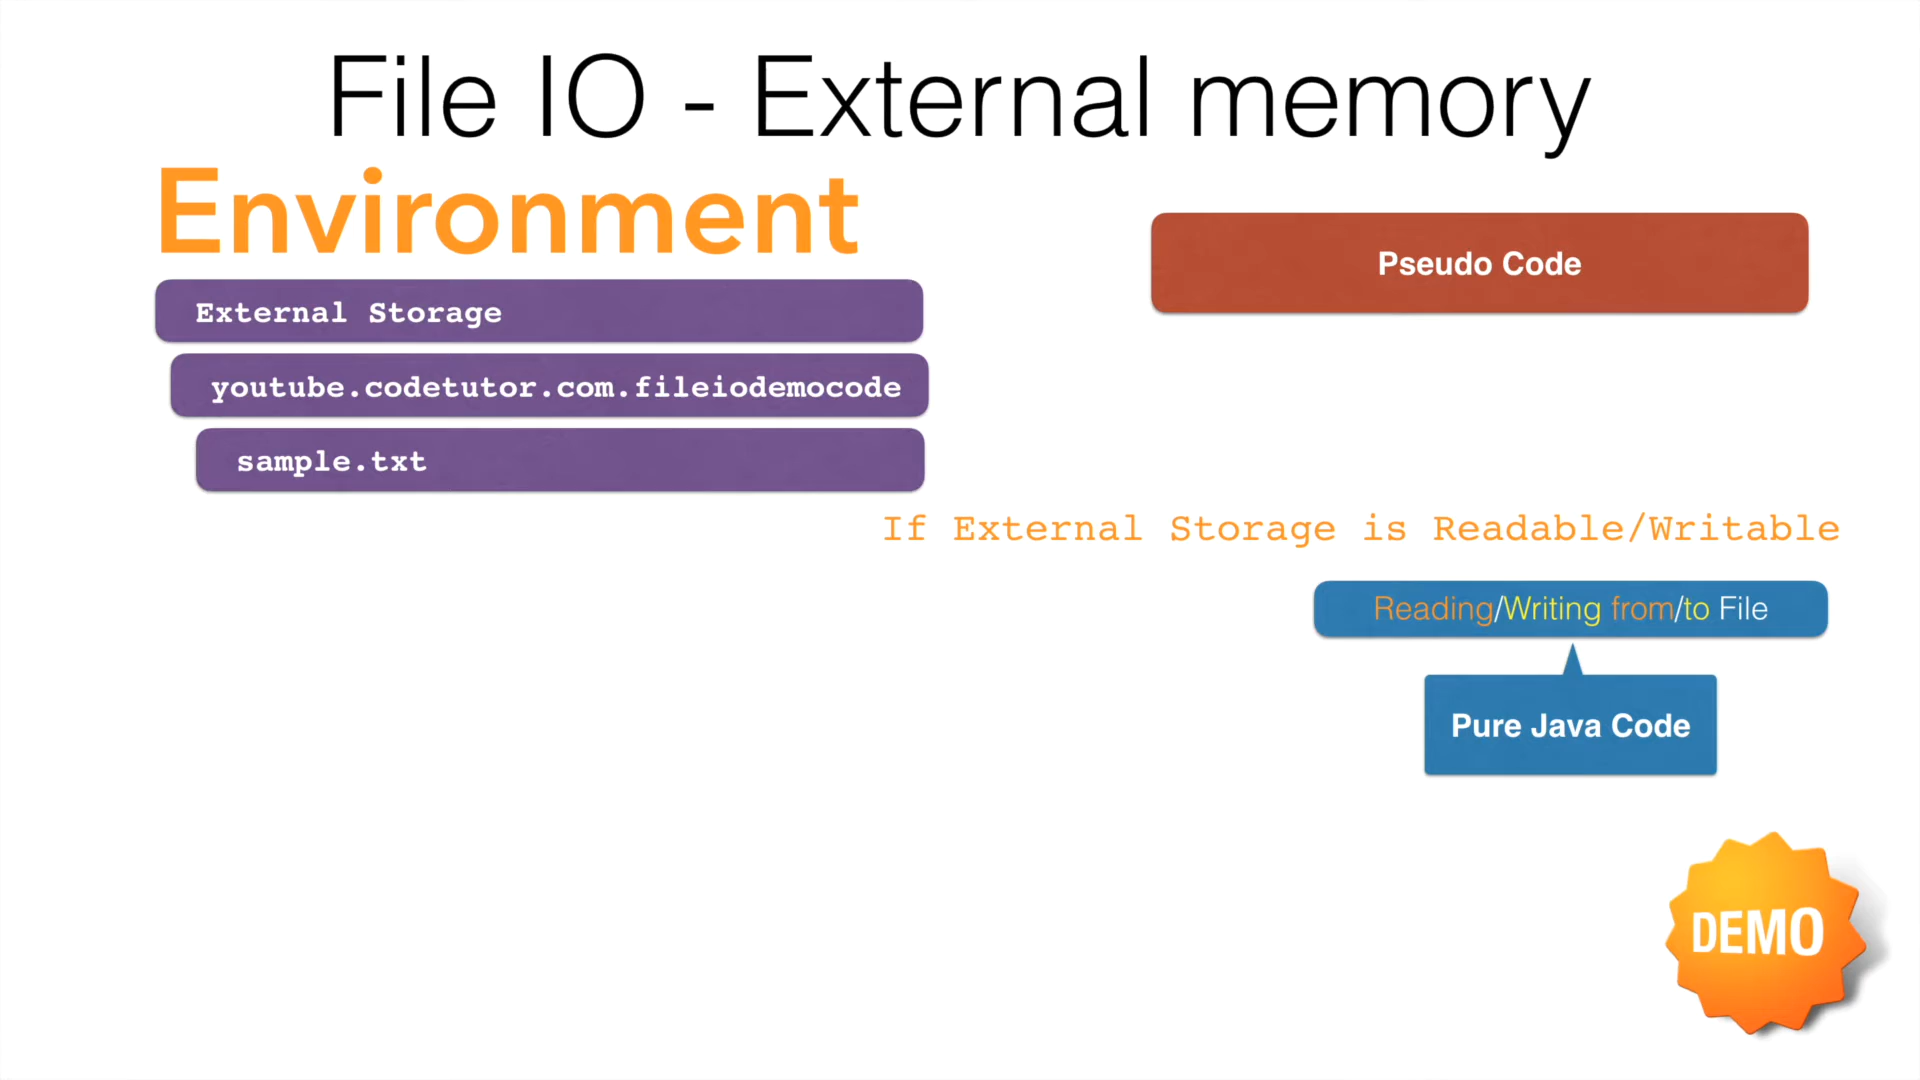 File IO - External memory
Environment
Pseudo Code
External Storage
youtube.codetutor.com.fileiodemocode
sample.txt
If External Storage is Readable/Writable
Reading/Writing from/to File
Pure Java Code
DEMO